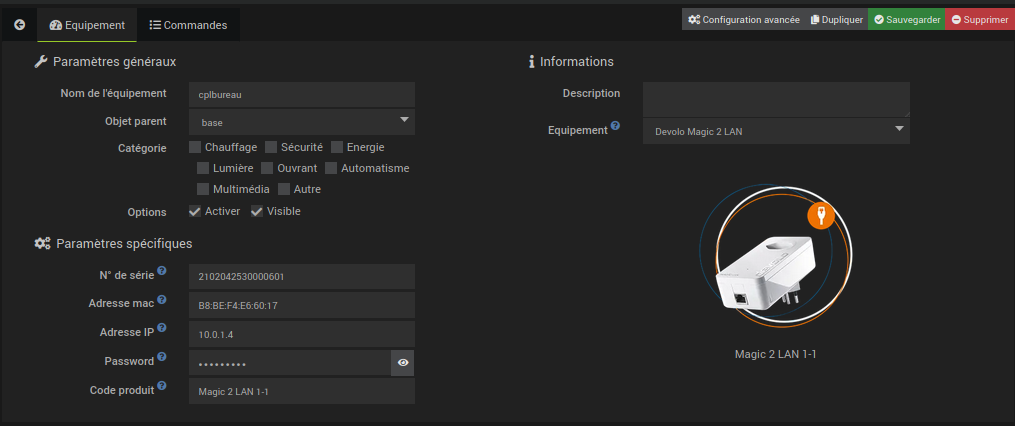 Equipement Commandes Configuration avancée Dupliquer Sauvegarder Supprimer
Paramètres généraux
Nom de l'équipement cplbureau
Objet parent base
Catégorie Chauffage Sécurité Energie
Lumière Ouvrant Automatisme
Multimédia Autre
Options Activer Visible
Paramètres spécifiques
N° de série ? 2102042530000601
Adresse mac ? B8:BE:F4:E6:60:17
Adresse IP ? 10.0.1.4
Password ? •••••••••
Code produit ? Magic 2 LAN 1-1
Informations
Description
Equipement ? Devolo Magic 2 LAN
Magic 2 LAN 1-1